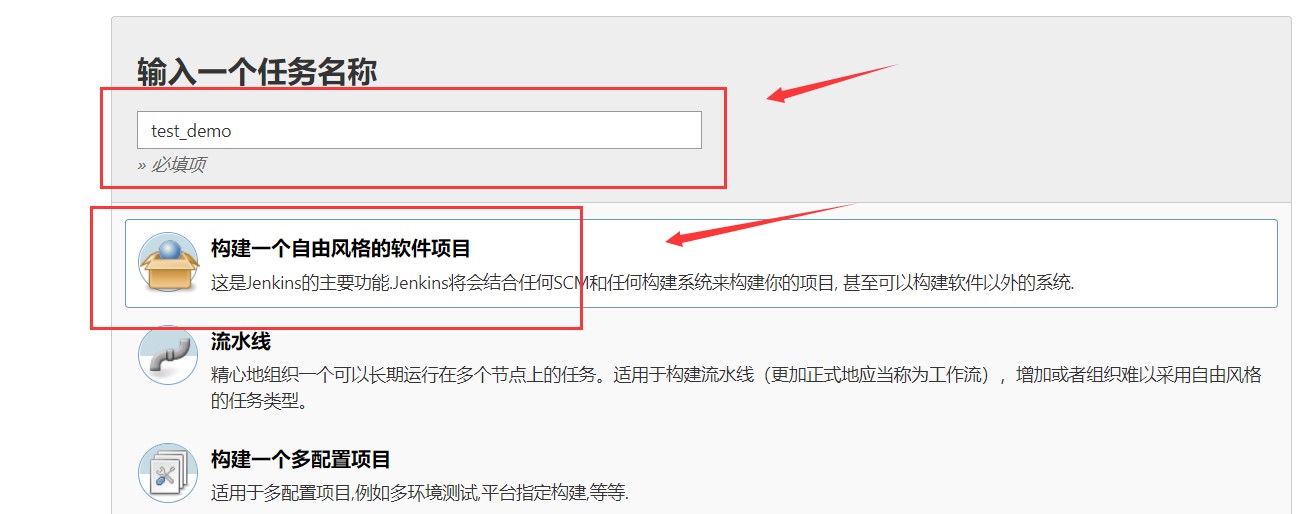 输入一个任务名称
test_demo
» 必填项
构建一个自由风格的软件项目
这是Jenkins的主要功能.Jenkins将会结合任何SCM和任何构建系统来构建你的项目, 甚至可以构建软件以外的系统.
流水线
精心地组织一个可以长期运行在多个节点上的任务。适用于构建流水线（更加正式地应当称为工作流），增加或者组织难以采用自由风格
的任务类型。
构建一个多配置项目
适用于多配置项目,例如多环境测试,平台指定构建,等等.